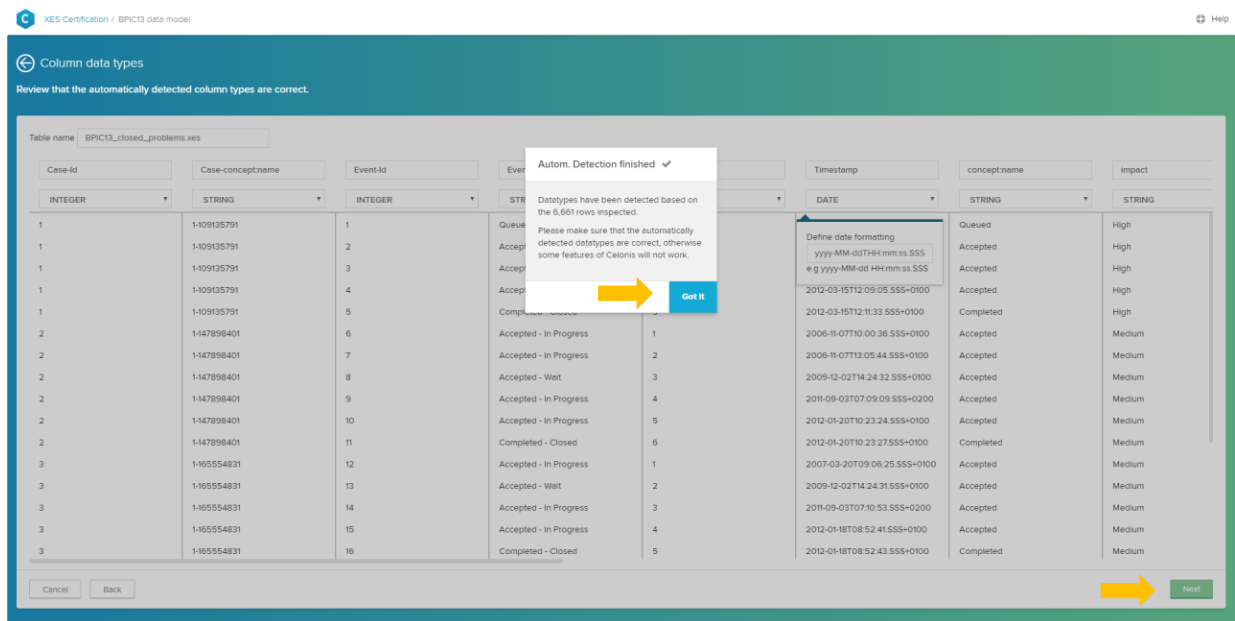 C XES Certification / BPIC13 data model Help
Column data types
Review that the automatically detected column types are correct.
Table name BPIC13_closed_problems.xes
Case-Id Case-concept:name Event-Id Even Timestamp concept:name impact
INTEGER STRING INTEGER STR DATE STRING STRING
Autom. Detection finished
Datatypes have been detected based on
the 6,661 rows inspected.
Please make sure that the automatically
detected datatypes are correct, otherwise
some features of Celonis will not work.
Got it
Define date formatting
yyyy-MM-ddTHH:mm:ss.SSS
e.g yyyy-MM-dd HH:mm:ss.SSS
1 1-109135791 1 Queue Queued High
1 1-109135791 2 Accept Accepted High
1 1-109135791 3 Accept Accepted High
1 1-109135791 4 Accept 2012-03-15T12:09:05.SSS+0100 Accepted High
1 1-109135791 5 2012-03-15T12:11:33.SSS+0100 Completed High
2 1-147898401 6 Accepted - In Progress 1 2006-11-07T10:00:36.SSS+0100 Accepted Medium
2 1-147898401 7 Accepted - In Progress 2 2006-11-07T13:05:44.SSS+0100 Accepted Medium
2 1-147898401 8 Accepted - Wait 3 2009-12-02T14:24:32.SSS+0100 Accepted Medium
2 1-147898401 9 Accepted - In Progress 4 2011-09-03T07:09:09.SSS+0200 Accepted Medium
2 1-147898401 10 Accepted - In Progress 5 2012-01-20T10:23:24.SSS+0100 Accepted Medium
2 1-147898401 11 Completed - Closed 6 2012-01-20T10:23:27.SSS+0100 Completed Medium
3 1-165554831 12 Accepted - In Progress 1 2007-03-20T09:06:25.SSS+0100 Accepted Medium
3 1-165554831 13 Accepted - Wait 2 2009-12-02T14:24:31.SSS+0100 Accepted Medium
3 1-165554831 14 Accepted - In Progress 3 2011-09-03T07:10:53.SSS+0200 Accepted Medium
3 1-165554831 15 Accepted - In Progress 4 2012-01-18T08:52:41.SSS+0100 Accepted Medium
3 1-165554831 16 Completed - Closed 5 2012-01-18T08:52:43.SSS+0100 Completed Medium
Cancel Back Next